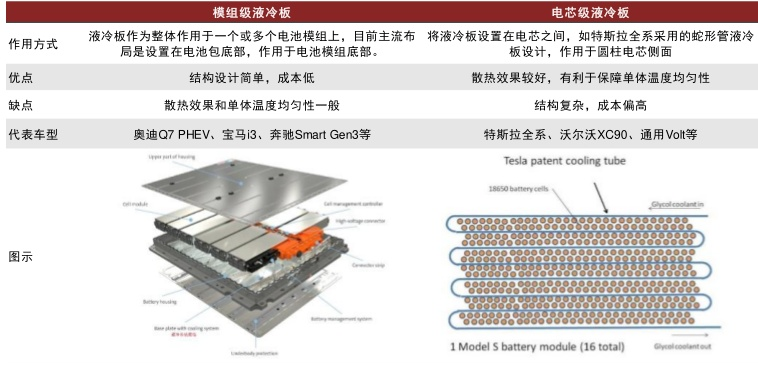 模组级液冷板
电芯级液冷板
作用方式
液冷板作为整体作用于一个或多个电池模组上，目前主流布
局是设置在电池包底部，作用于电池模组底部。
将液冷板设置在电芯之间，如特斯拉全系采用的蛇形管液冷
板设计，作用于圆柱电芯侧面
优点
结构设计简单，成本低
散热效果较好，有利于保障单体温度均匀性
缺点
散热效果和单体温度均匀性一般
结构复杂，成本偏高
代表车型
奥迪Q7 PHEV、宝马i3、奔驰Smart Gen3等
特斯拉全系、沃尔沃XC90、通用Volt等
图示
Upper part of housing
Cell module
Cell management controller
High-voltage connector
Battery housing
Battery management system
Base plate with cooling system
Underbody protection
Tesla patent cooling tube
18650 battery cells
Glycol coolant in
1 Model S battery module (16 total)
Glycol coolant out